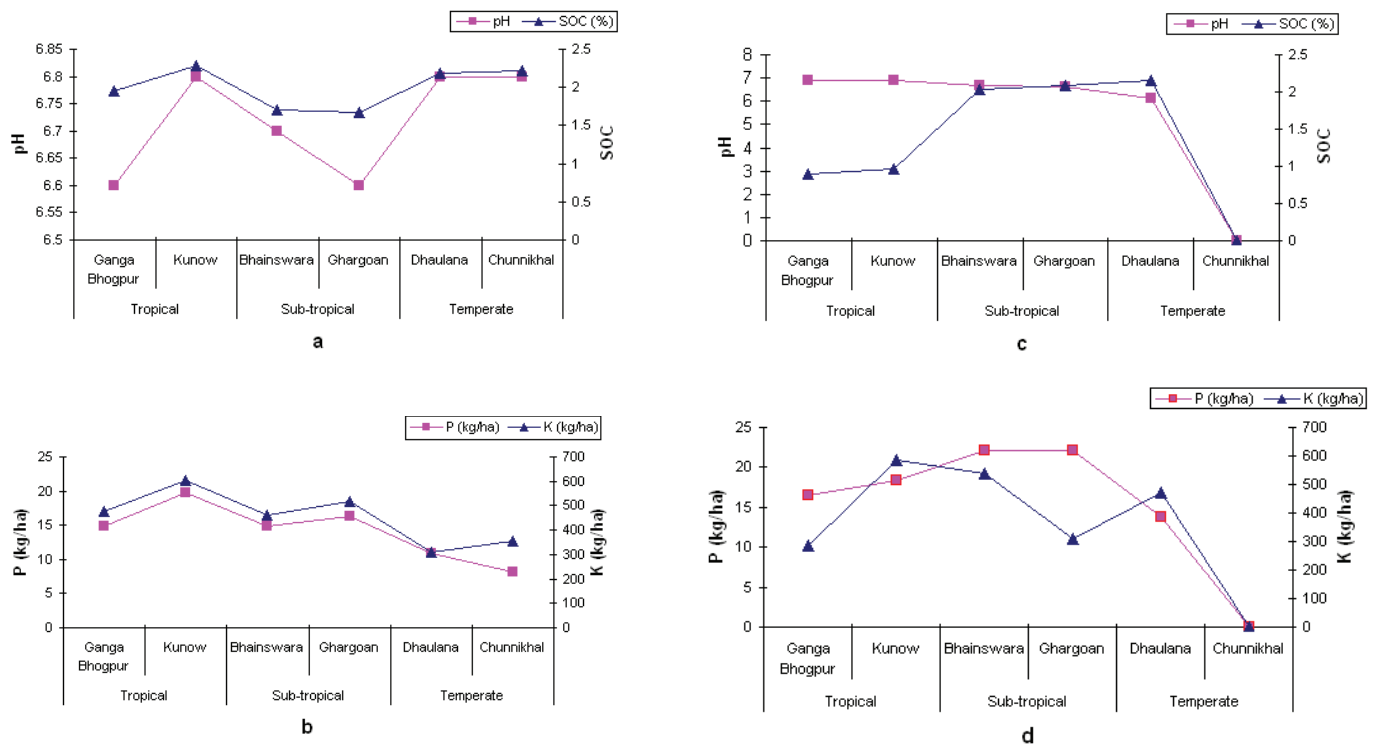 pH SOC (%)
6.85
6.8
6.75
6.7
6.65
6.6
6.55
6.5
pH
2.5
2
1.5
1
0.5
0
SOC
Ganga Bhogpur Kunow Bhainswara Ghargoan Dhaulana Chunnikhal
Tropical Sub-tropical Temperate
a
pH SOC (%)
8
7
6
5
4
3
2
1
0
pH
2.5
2
1.5
1
0.5
0
SOC
Ganga Bhogpur Kunow Bhainswara Ghargoan Dhaulana Chunnikhal
Tropical Sub-tropical Temperate
c
P (kg/ha) K (kg/ha)
25
20
15
10
5
0
P (kg/ha)
700
600
500
400
300
200
100
0
K (kg/ha)
Ganga Bhogpur Kunow Bhainswara Ghargoan Dhaulana Chunnikhal
Tropical Sub-tropical Temperate
b
P (kg/ha) K (kg/ha)
25
20
15
10
5
0
P (kg/ha)
700
600
500
400
300
200
100
0
K (kg/ha)
Ganga Bhogpur Kunow Bhainswara Ghargoan Dhaulana Chunnikhal
Tropical Sub-tropical Temperate
d